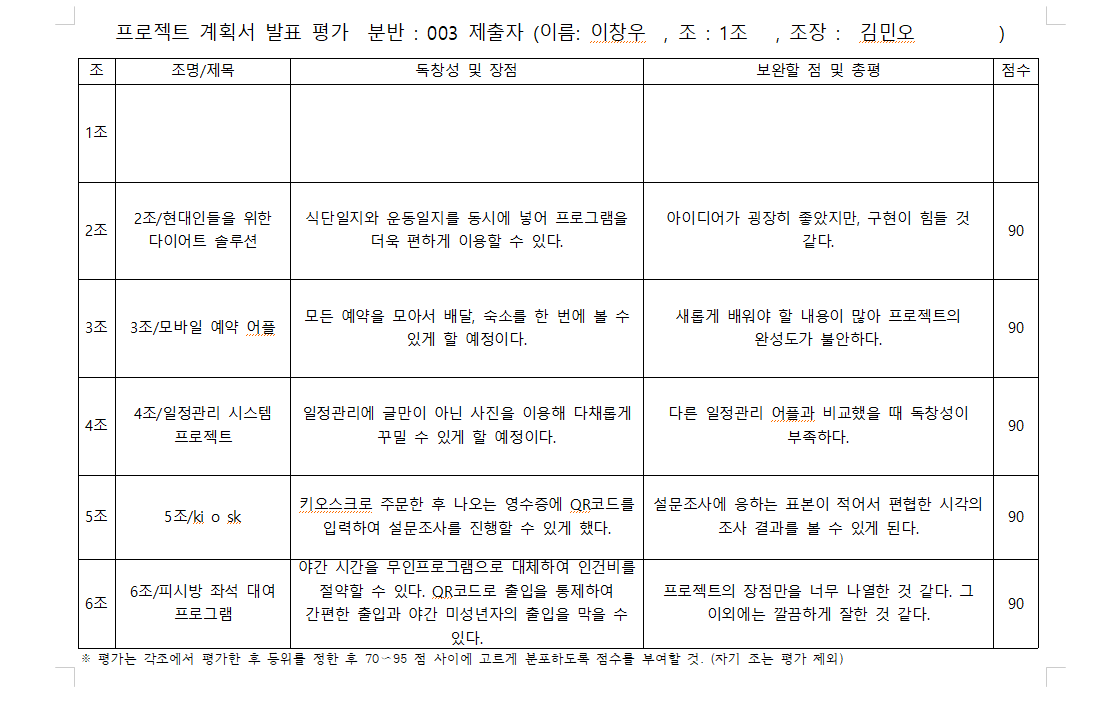 프로젝트 계획서 발표 평가 분반 : 003 제출자 (이름: 이창우 , 조 : 1조 , 조장 : 김민오 )
조 조명/제목 독창성 및 장점 보완할 점 및 총평 점수
1조
2조
2조/현대인들을 위한
다이어트 솔루션
식단일지와 운동일지를 동시에 넣어 프로그램을
더욱 편하게 이용할 수 있다.
아이디어가 굉장히 좋았지만, 구현이 힘들 것
같다.
90
3조
3조/모바일 예약 어플
모든 예약을 모아서 배달, 숙소를 한 번에 볼 수
있게 할 예정이다.
새롭게 배워야 할 내용이 많아 프로젝트의
완성도가 불안하다.
90
4조
4조/일정관리 시스템
프로젝트
일정관리에 글만이 아닌 사진을 이용해 다채롭게
꾸밀 수 있게 할 예정이다.
다른 일정관리 어플과 비교했을 때 독창성이
부족하다.
90
5조
5조/ki o sk
키오스크로 주문한 후 나오는 영수증에 QR코드를
입력하여 설문조사를 진행할 수 있게 했다.
설문조사에 응하는 표본이 적어서 편협한 시각의
조사 결과를 볼 수 있게 된다.
90
6조
6조/피시방 좌석 대여
프로그램
야간 시간을 무인프로그램으로 대체하여 인건비를
절약할 수 있다. QR코드로 출입을 통제하여
간편한 출입과 야간 미성년자의 출입을 막을 수
있다.
프로젝트의 장점만을 너무 나열한 것 같다. 그
이외에는 깔끔하게 잘한 것 같다.
90
※ 평가는 각조에서 평가한 후 등위를 정한 후 70~95 점 사이에 고르게 분포하도록 점수를 부여할 것. (자기 조는 평가 제외)